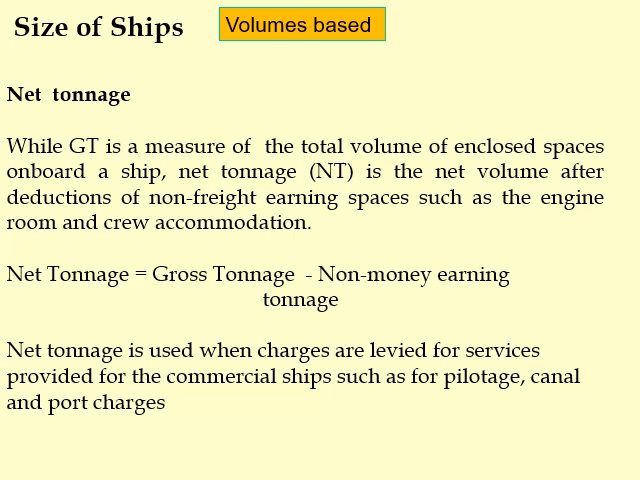 Size of Ships
Volumes based
Net tonnage
While GT is a measure of the total volume of enclosed spaces
onboard a ship, net tonnage (NT) is the net volume after
deductions of non-freight earning spaces such as the engine
room and crew accommodation.
Net Tonnage = Gross Tonnage - Non-money earning
tonnage
Net tonnage is used when charges are levied for services
provided for the commercial ships such as for pilotage, canal
and port charges